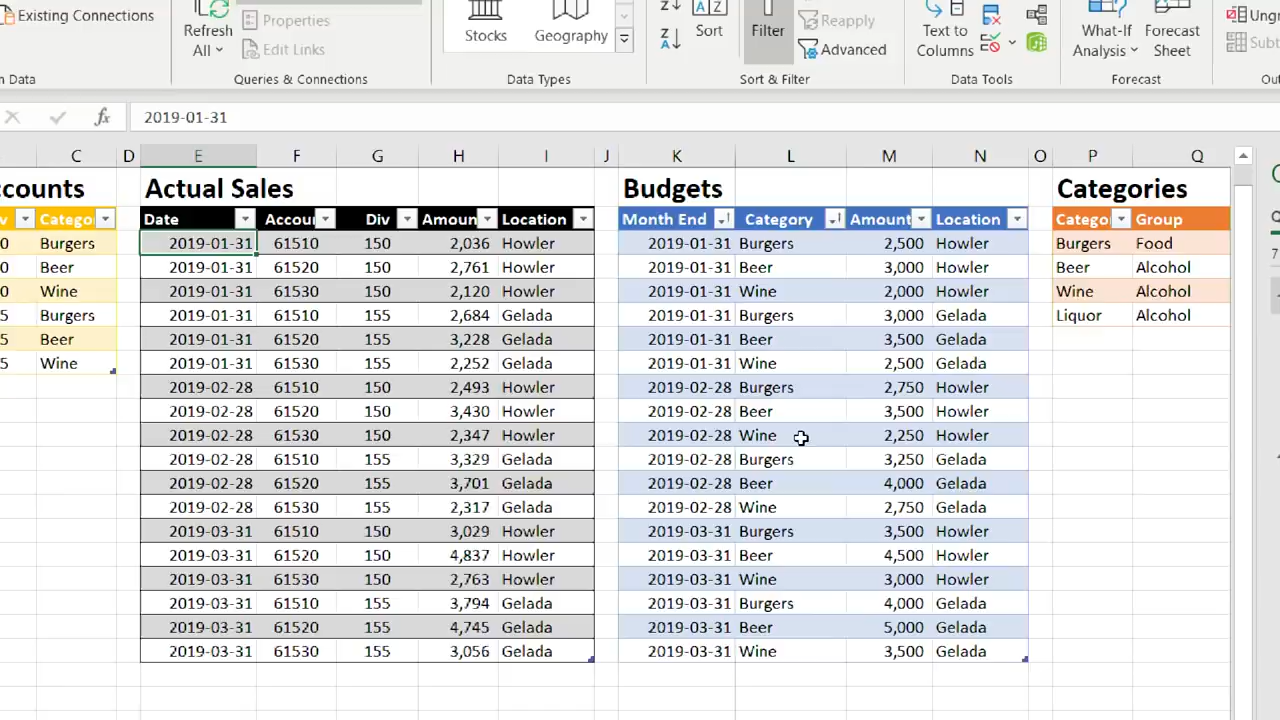 Existing Connections
n Data
Refresh
All
Properties
Edit Links
Queries & Connections
Stocks
Geography
Data Types
Sort
Filter
Reapply
Advanced
Sort & Filter
Text to
Columns
Data Tools
What-If
Analysis
Forecast
Sheet
Forecast
Ungr
Subt
Ou
fx 2019-01-31
C D E F G H I J K L M N O P Q
counts Actual Sales Budgets Categories
v Catego Date Accou Div Amoun Location Month End Category Amount Location Catego Group
0 Burgers 2019-01-31 61510 150 2,036 Howler 2019-01-31 Burgers 2,500 Howler Burgers Food
0 Beer 2019-01-31 61520 150 2,761 Howler 2019-01-31 Beer 3,000 Howler Beer Alcohol
0 Wine 2019-01-31 61530 150 2,120 Howler 2019-01-31 Wine 2,000 Howler Wine Alcohol
5 Burgers 2019-01-31 61510 155 2,684 Gelada 2019-01-31 Burgers 3,000 Gelada Liquor Alcohol
5 Beer 2019-01-31 61520 155 3,228 Gelada 2019-01-31 Beer 3,500 Gelada
5 Wine 2019-01-31 61530 155 2,252 Gelada 2019-01-31 Wine 2,500 Gelada
2019-02-28 61510 150 2,493 Howler 2019-02-28 Burgers 2,750 Howler
2019-02-28 61520 150 3,430 Howler 2019-02-28 Beer 3,500 Howler
2019-02-28 61530 150 2,347 Howler 2019-02-28 Wine 2,250 Howler
2019-02-28 61510 155 3,329 Gelada 2019-02-28 Burgers 3,250 Gelada
2019-02-28 61520 155 3,701 Gelada 2019-02-28 Beer 4,000 Gelada
2019-02-28 61530 155 2,317 Gelada 2019-02-28 Wine 2,750 Gelada
2019-03-31 61510 150 3,029 Howler 2019-03-31 Burgers 3,500 Howler
2019-03-31 61520 150 4,837 Howler 2019-03-31 Beer 4,500 Howler
2019-03-31 61530 150 2,763 Howler 2019-03-31 Wine 3,000 Howler
2019-03-31 61510 155 3,794 Gelada 2019-03-31 Burgers 4,000 Gelada
2019-03-31 61520 155 4,745 Gelada 2019-03-31 Beer 5,000 Gelada
2019-03-31 61530 155 3,056 Gelada 2019-03-31 Wine 3,500 Gelada